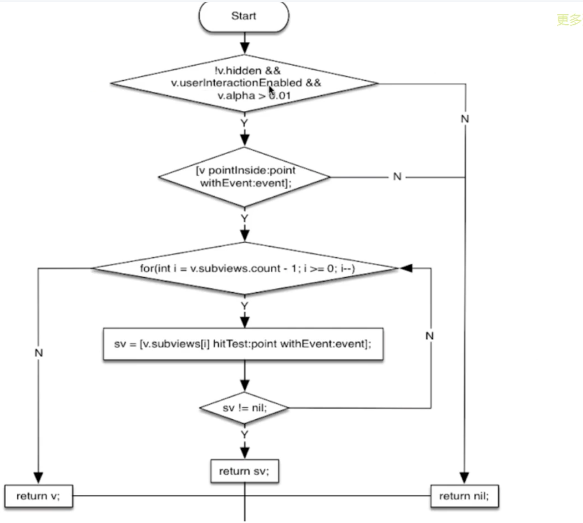 更多
Start
!v.hidden &&
v.userInteractionEnabled &&
v.alpha > 0.01
N
Y
[v pointInside:point
withEvent:event];
N
Y
for(int i = v.subviews.count - 1; i >= 0; i--)
Y
sv = [v.subviews[i] hitTest:point withEvent:event];
N
N
sv != nil;
Y
return sv;
return v;
return nil;